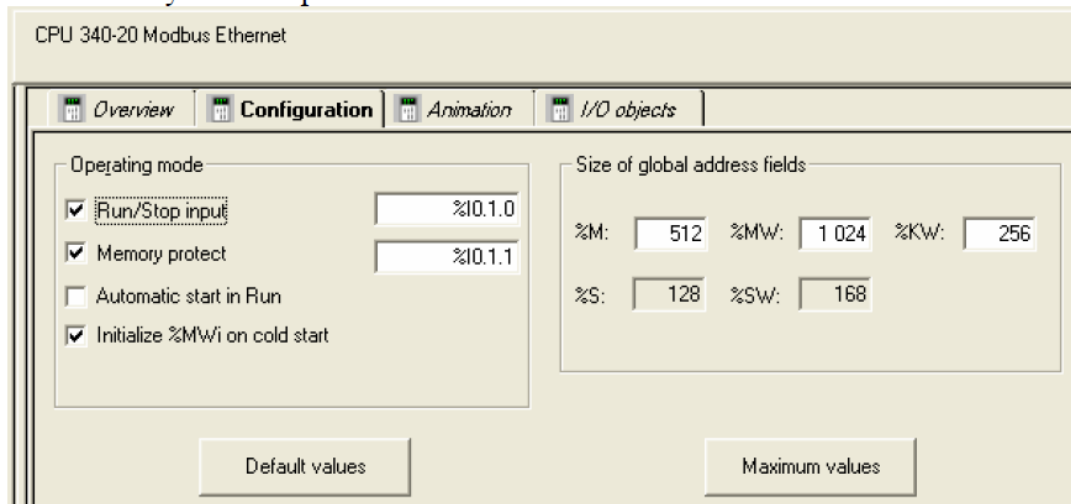 CPU 340-20 Modbus Ethernet
Overview Configuration Animation I/O objects
Operating mode
Run/Stop input %I0.1.0
Memory protect %I0.1.1
Automatic start in Run
Initialize %MWi on cold start
Size of global address fields
%M: 512 %MW: 1 024 %KW: 256
%S: 128 %SW: 168
Default values
Maximum values